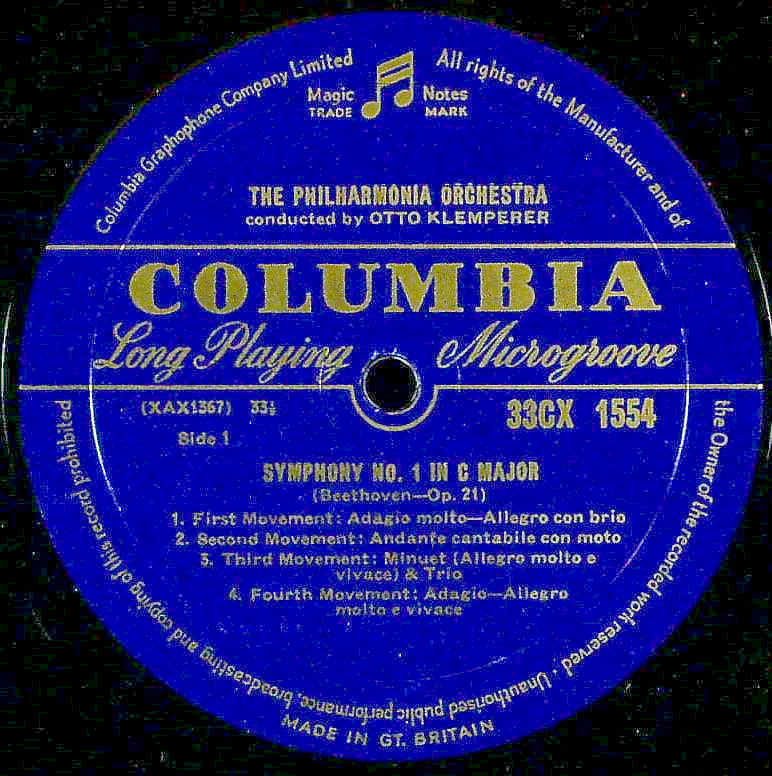 Columbia Graphophone Company Limited
All rights of the Manufacturer and of
the Owner of the recorded work reserved · Unauthorised public performance, broadcasting and copying of this record prohibited
Magic Notes
TRADE MARK
THE PHILHARMONIA ORCHESTRA
conducted by OTTO KLEMPERER
COLUMBIA
Long Playing Microgroove
(XAX1367) 33⅓
33CX 1554
Side 1
SYMPHONY NO. 1 IN C MAJOR
(Beethoven—Op. 21)
1. First Movement: Adagio molto—Allegro con brio
2. Second Movement: Andante cantabile con moto
3. Third Movement: Minuet (Allegro molto e
vivace) & Trio
4. Fourth Movement: Adagio—Allegro
molto e vivace
MADE IN GT. BRITAIN